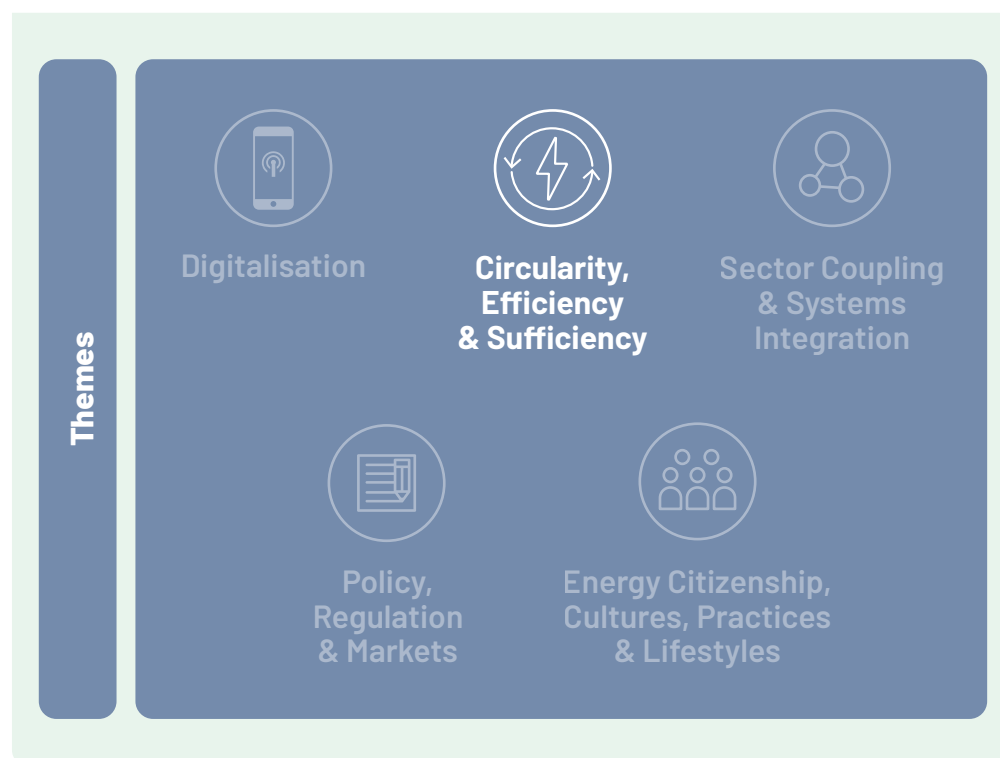 Themes
Digitalisation
Circularity,
Efficiency
& Sufficiency
Sector Coupling
& Systems
Integration
Policy,
Regulation
& Markets
Energy Citizenship,
Cultures, Practices
& Lifestyles